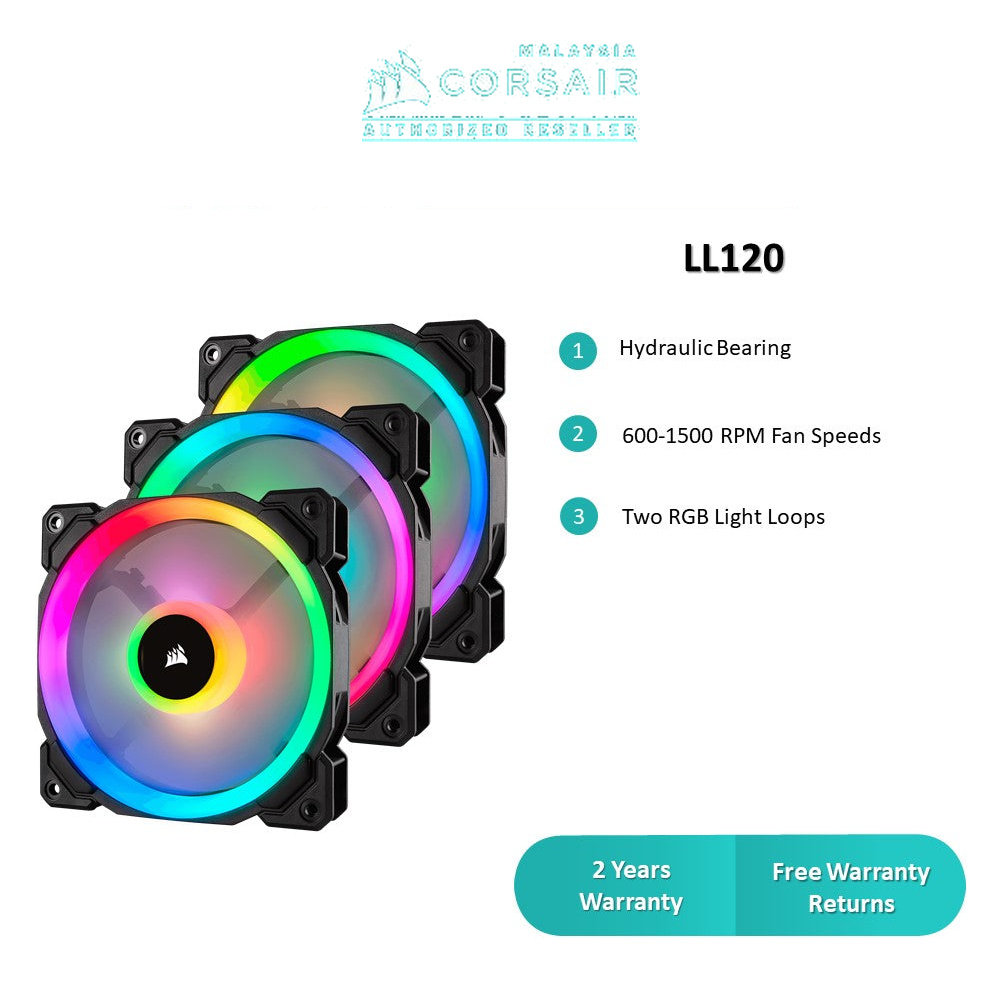 MALAYSIA
CORSAIR
AUTHORIZED RESELLER
LL120
1 Hydraulic Bearing
2 600-1500 RPM Fan Speeds
3 Two RGB Light Loops
2 Years
Warranty
Free Warranty
Returns